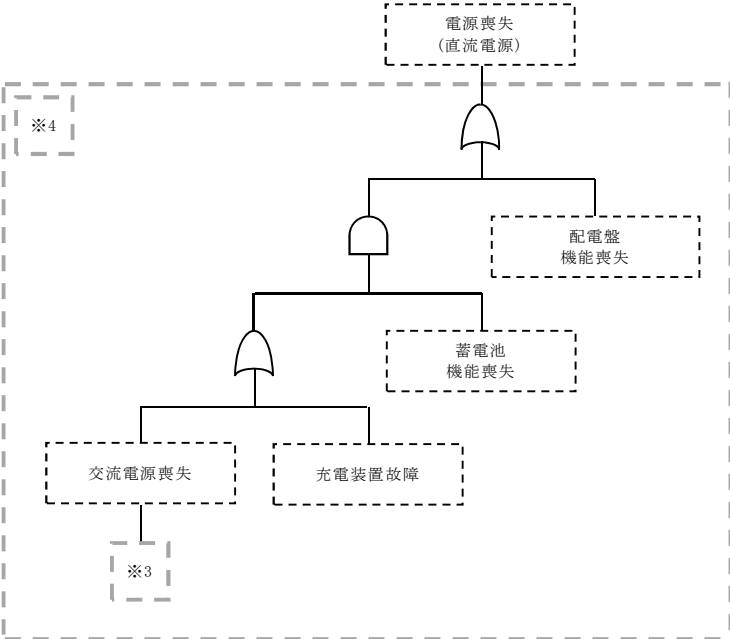 電源喪失
(直流電源)
※4
配電盤
機能喪失
蓄電池
機能喪失
交流電源喪失
充電装置故障
※3